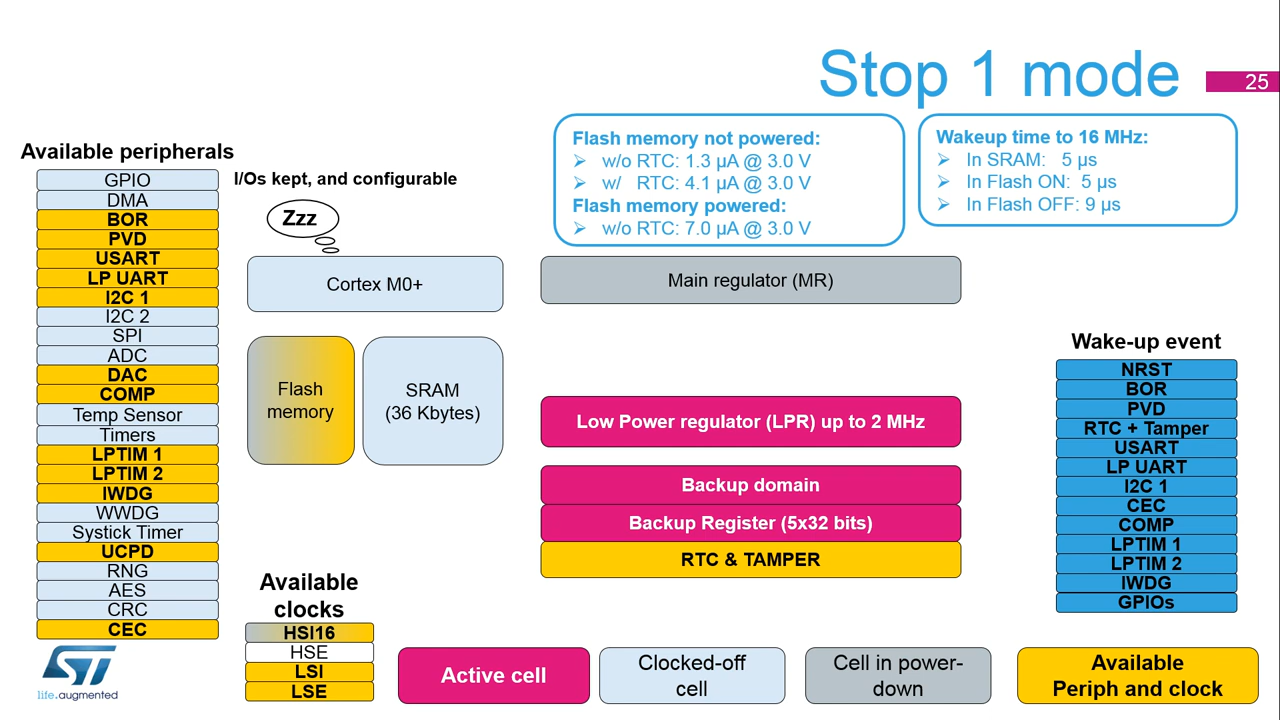 Stop 1 mode
25
Flash memory not powered:
➢ w/o RTC: 1.3 µA @ 3.0 V
➢ w/ RTC: 4.1 µA @ 3.0 V
Flash memory powered:
➢ w/o RTC: 7.0 µA @ 3.0 V
Wakeup time to 16 MHz:
➢ In SRAM: 5 µs
➢ In Flash ON: 5 µs
➢ In Flash OFF: 9 µs
Available peripherals
GPIO
DMA
BOR
PVD
USART
LP UART
I2C 1
I2C 2
SPI
ADC
DAC
COMP
Temp Sensor
Timers
LPTIM 1
LPTIM 2
IWDG
WWDG
Systick Timer
UCPD
RNG
AES
CRC
CEC
I/Os kept, and configurable
Zzz
Cortex M0+
Flash
memory
SRAM
(36 Kbytes)
Main regulator (MR)
Low Power regulator (LPR) up to 2 MHz
Backup domain
Backup Register (5x32 bits)
RTC & TAMPER
Wake-up event
NRST
BOR
PVD
RTC + Tamper
USART
LP UART
I2C 1
CEC
COMP
LPTIM 1
LPTIM 2
IWDG
GPIOs
Available
clocks
HSI16
HSE
LSI
LSE
Active cell
Clocked-off
cell
Cell in power-
down
Available
Periph and clock
ST
life.augmented